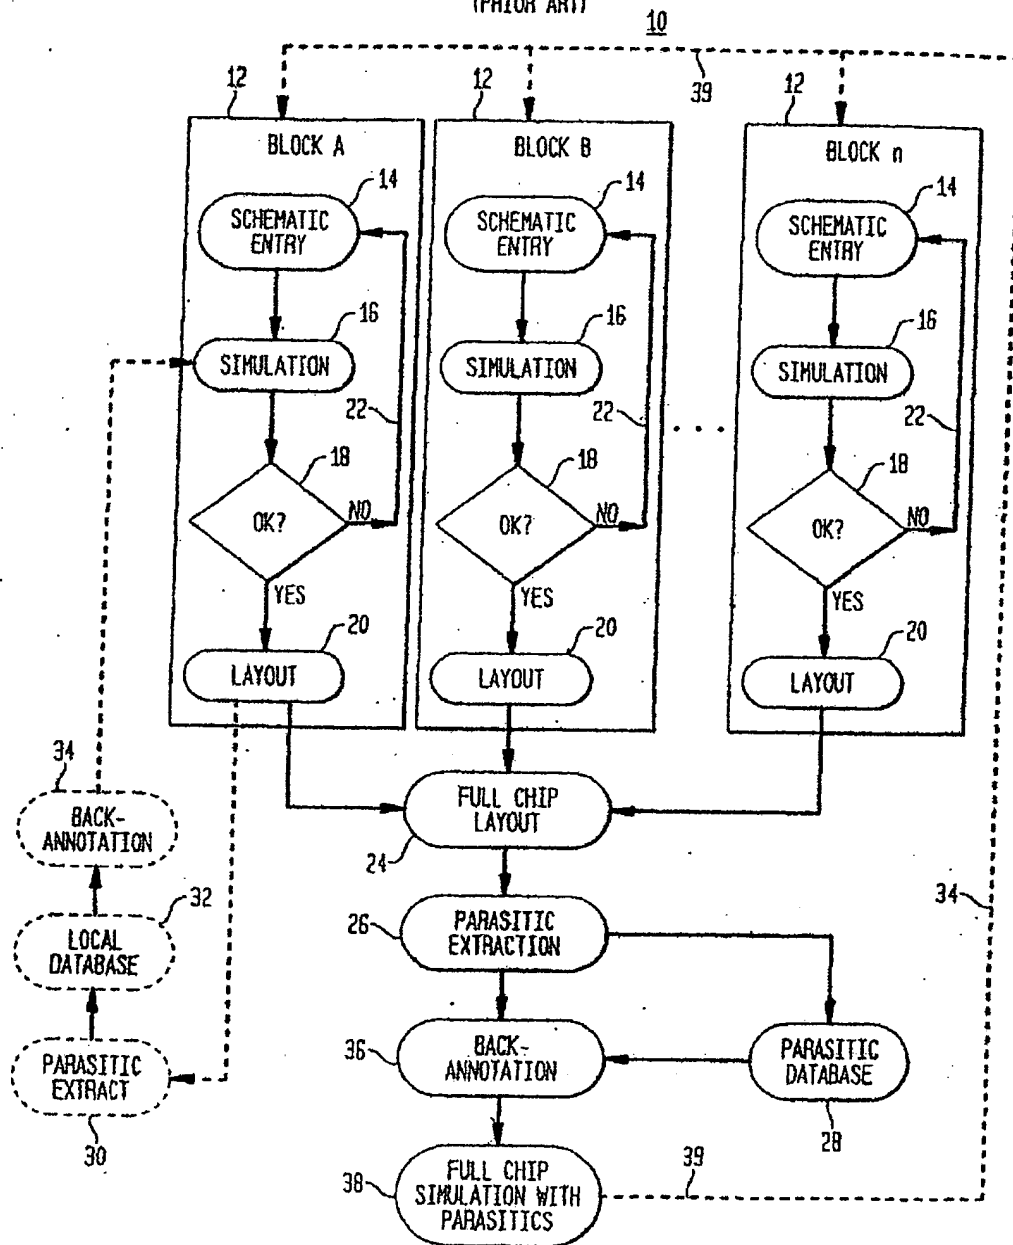 (PRIOR ART)
10
39
12
12
12
BLOCK A
BLOCK B
BLOCK n
14
14
14
SCHEMATIC
ENTRY
SCHEMATIC
ENTRY
SCHEMATIC
ENTRY
16
16
16
SIMULATION
SIMULATION
SIMULATION
22
22
22
. . .
18
18
18
OK?
NO
OK?
NO
OK?
NO
YES
YES
YES
20
20
20
LAYOUT
LAYOUT
LAYOUT
34
BACK-
ANNOTATION
FULL CHIP
LAYOUT
24
32
LOCAL
DATABASE
26
PARASITIC
EXTRACTION
34
PARASITIC
EXTRACT
30
36
BACK-
ANNOTATION
PARASITIC
DATABASE
28
38
FULL CHIP
SIMULATION WITH
PARASITICS
39